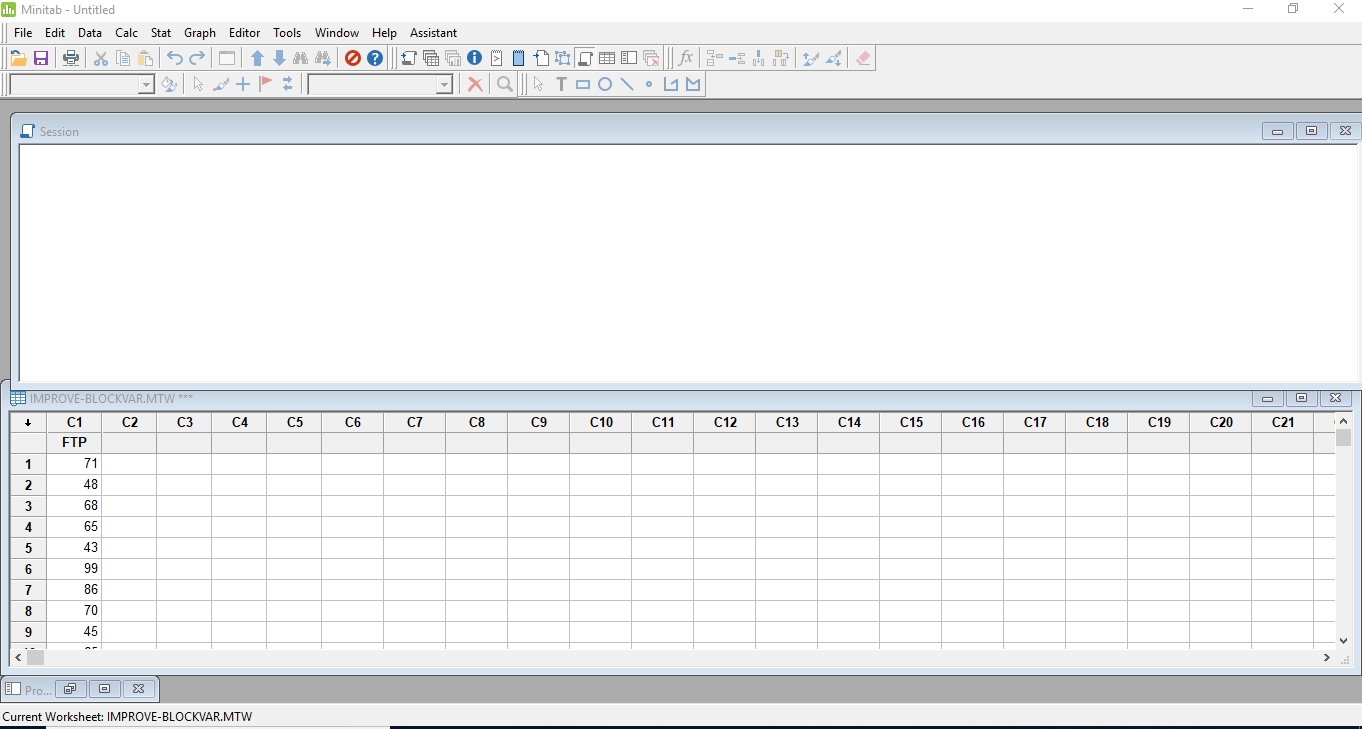 Minitab - Untitled
File Edit Data Calc Stat Graph Editor Tools Window Help Assistant
Session
IMPROVE-BLOCKVAR.MTW ***
C1 C2 C3 C4 C5 C6 C7 C8 C9 C10 C11 C12 C13 C14 C15 C16 C17 C18 C19 C20 C21
FTP
1 71
2 48
3 68
4 65
5 43
6 99
7 86
8 70
9 45
Pro...
Current Worksheet: IMPROVE-BLOCKVAR.MTW